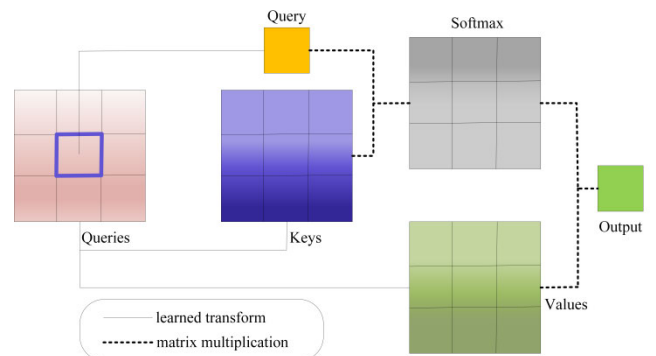 Query
Softmax
Queries
Keys
Output
Values
learned transform
matrix multiplication